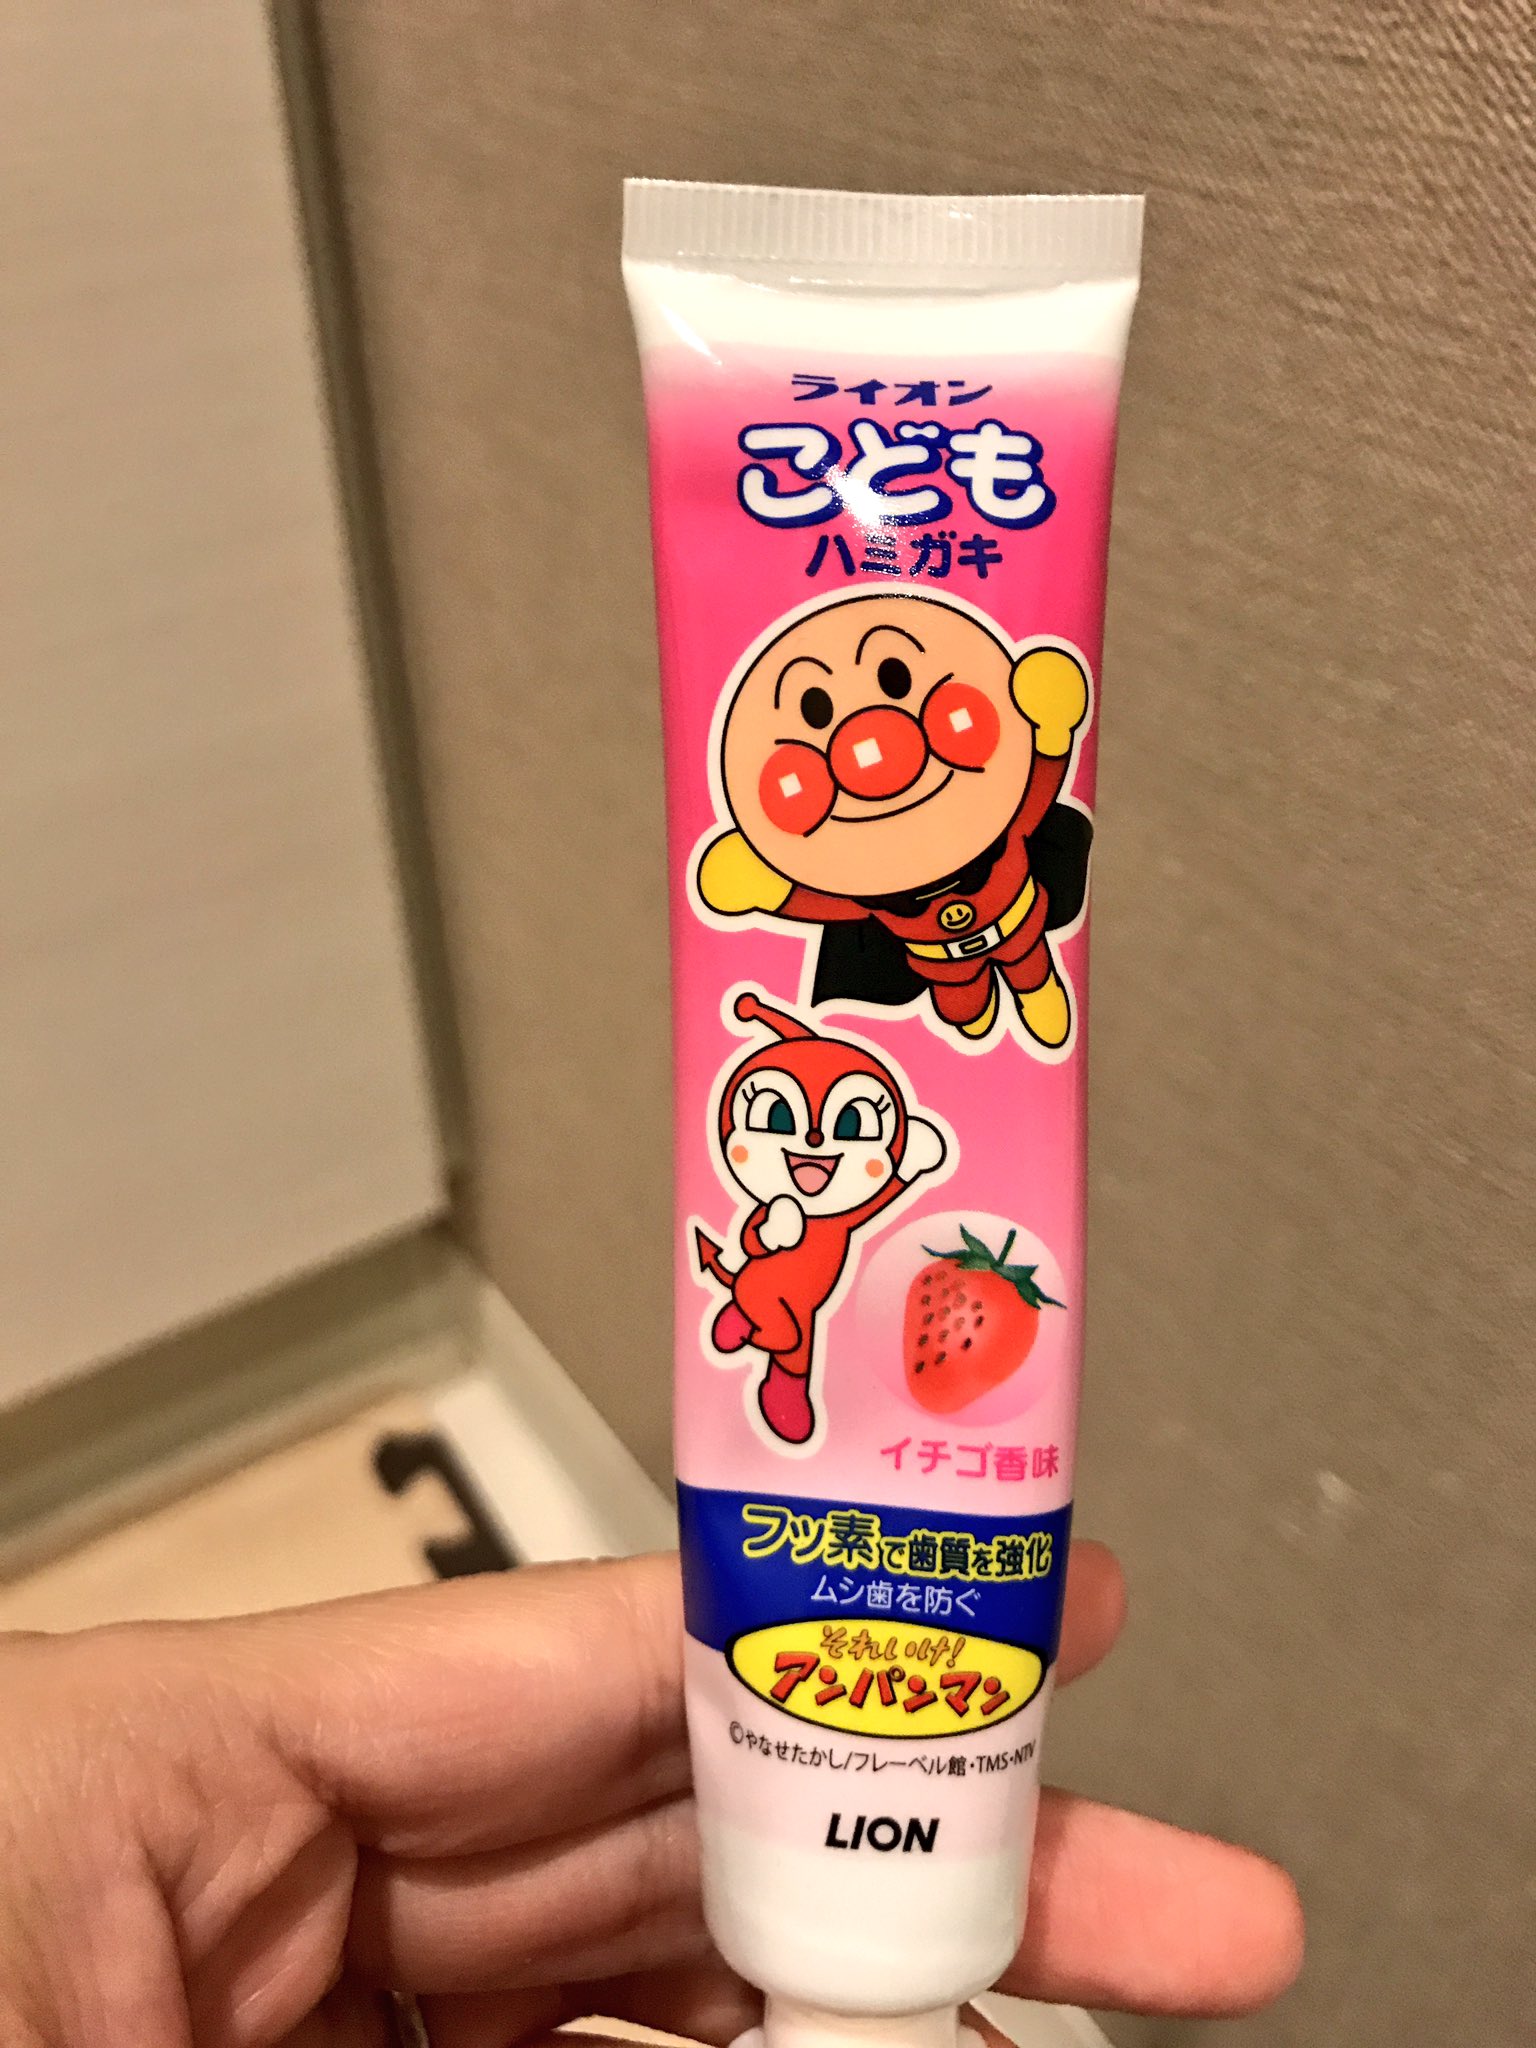 ライオン
こども
ハミガキ
イチゴ香味
フッ素で歯質を強化
ムシ歯を防ぐ
それいけ!
アンパンマン
©やなせたかし/フレーベル館・TMS・NTV
LION